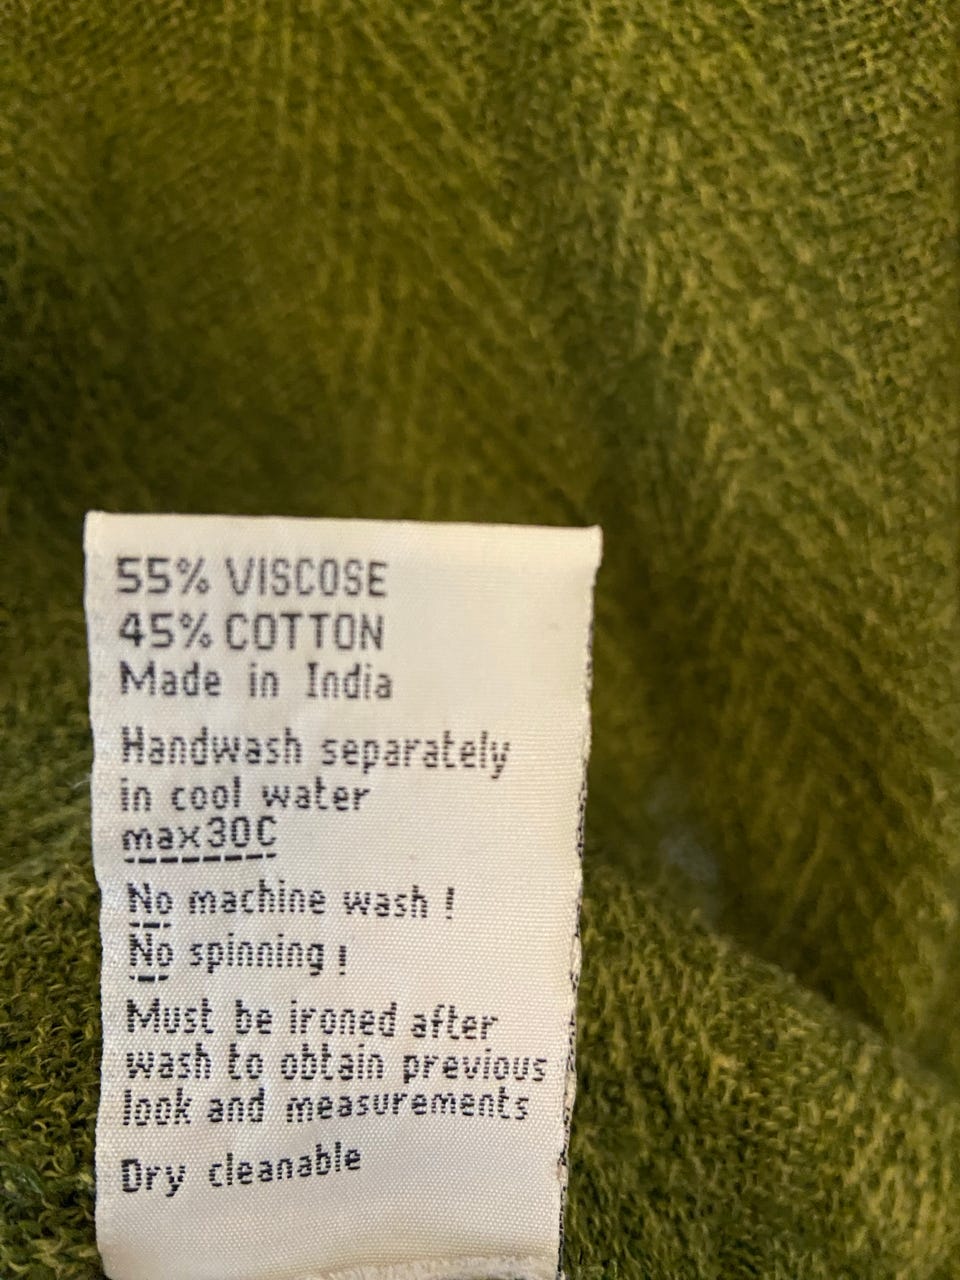 55% VISCOSE
45% COTTON
Made in India
Handwash separately
in cool water
max30C
No machine wash !
No spinning !
Must be ironed after
wash to obtain previous
look and measurements
Dry cleanable